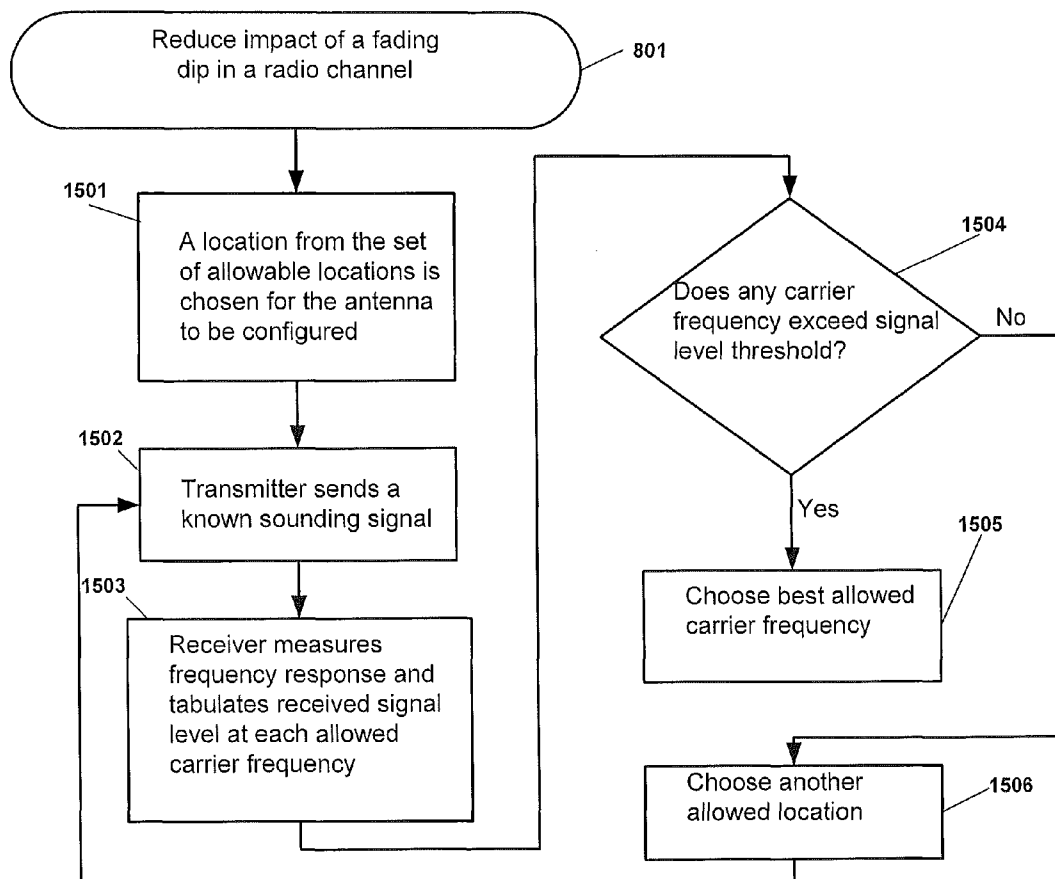 Reduce impact of a fading
dip in a radio channel
801
1501
A location from the set
of allowable locations is
chosen for the antenna
to be configured
1502
Transmitter sends a
known sounding signal
1503
Receiver measures
frequency response and
tabulates received signal
level at each allowed
carrier frequency
1504
Does any carrier
frequency exceed signal
level threshold?
No
Yes
1505
Choose best allowed
carrier frequency
Choose another
allowed location
1506